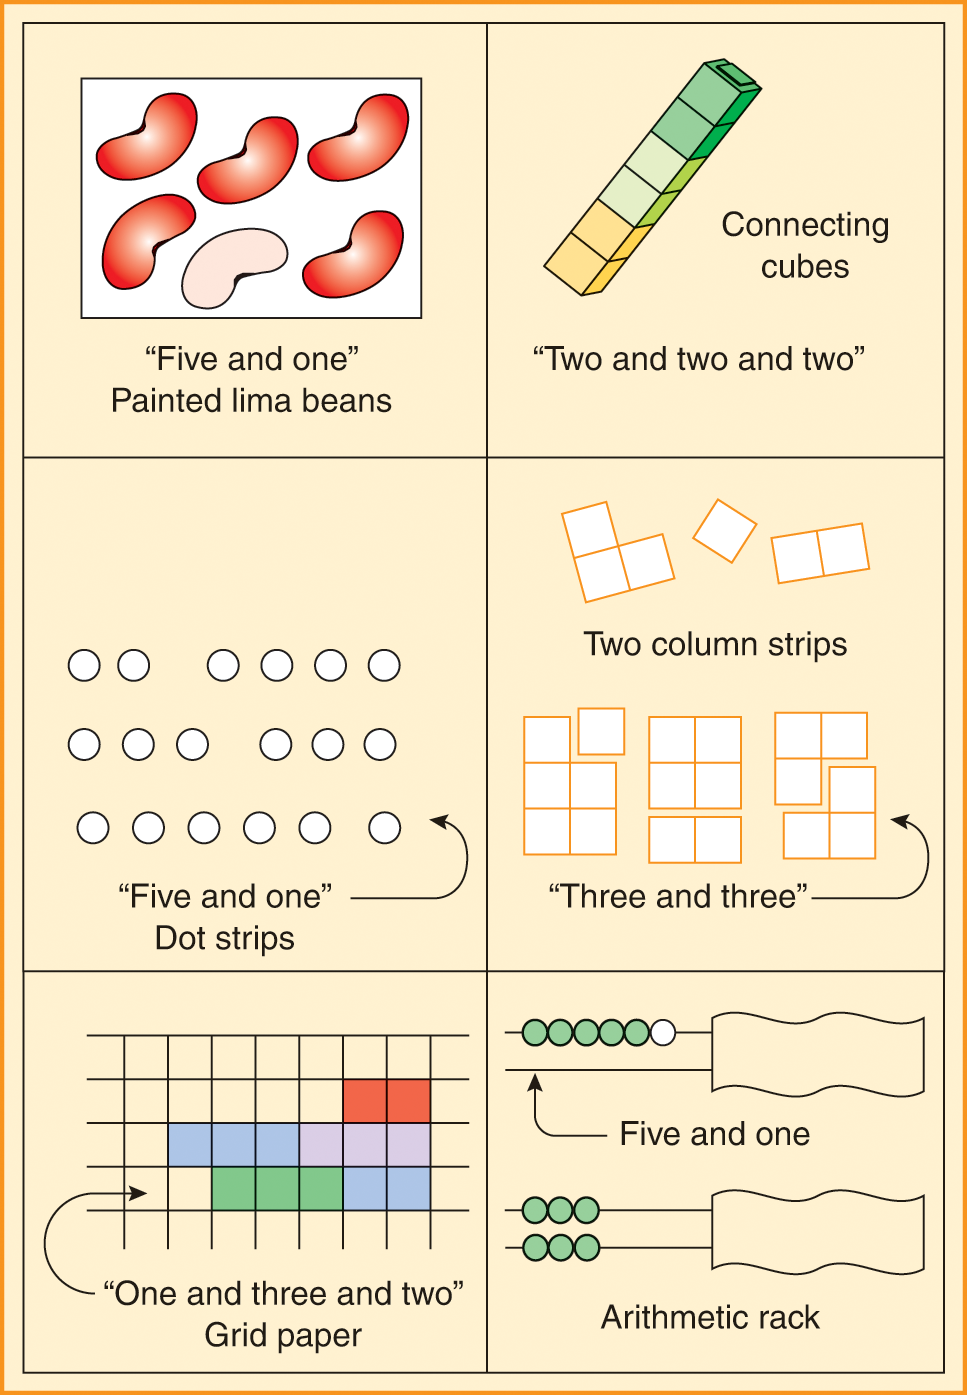 “Five and one”
Painted lima beans
Connecting
cubes
“Two and two and two”
“Five and one”
Dot strips
Two column strips
“Three and three”
“One and three and two”
Grid paper
Five and one
Arithmetic rack